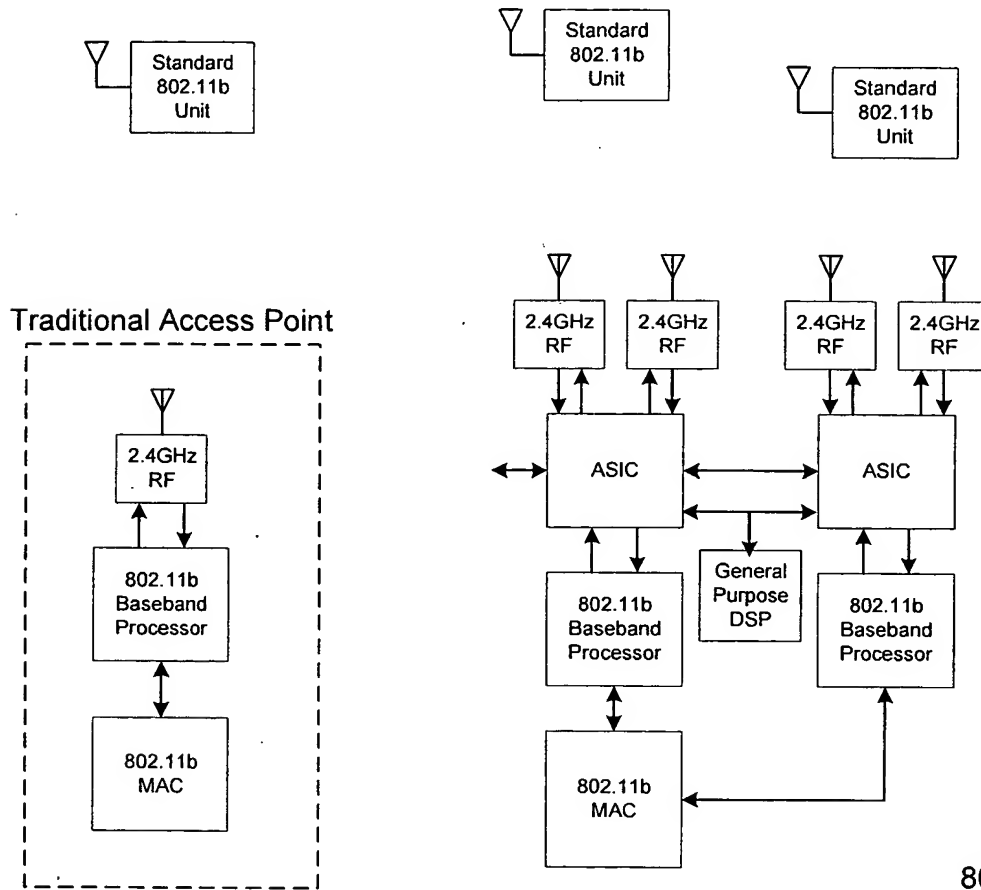 Standard
802.11b
Unit
Standard
802.11b
Unit
Standard
802.11b
Unit
Traditional Access Point
2.4GHz
RF
802.11b
Baseband
Processor
802.11b
MAC
2.4GHz
RF
2.4GHz
RF
2.4GHz
RF
2.4GHz
RF
ASIC
ASIC
General
Purpose
DSP
802.11b
Baseband
Processor
802.11b
Baseband
Processor
802.11b
MAC